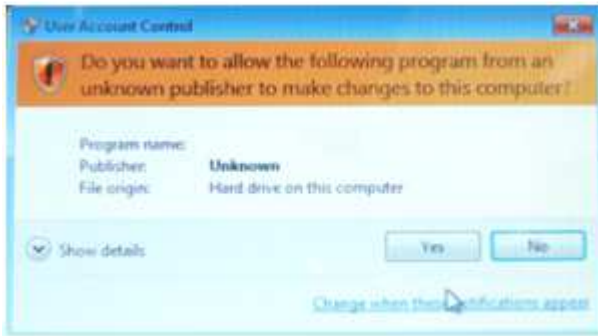 User Account Control
Do you want to allow the following program from an
unknown publisher to make changes to this computer?
Program name:
Publisher: Unknown
File origin: Hard drive on this computer
Show details
Yes
No
Change when these notifications appear